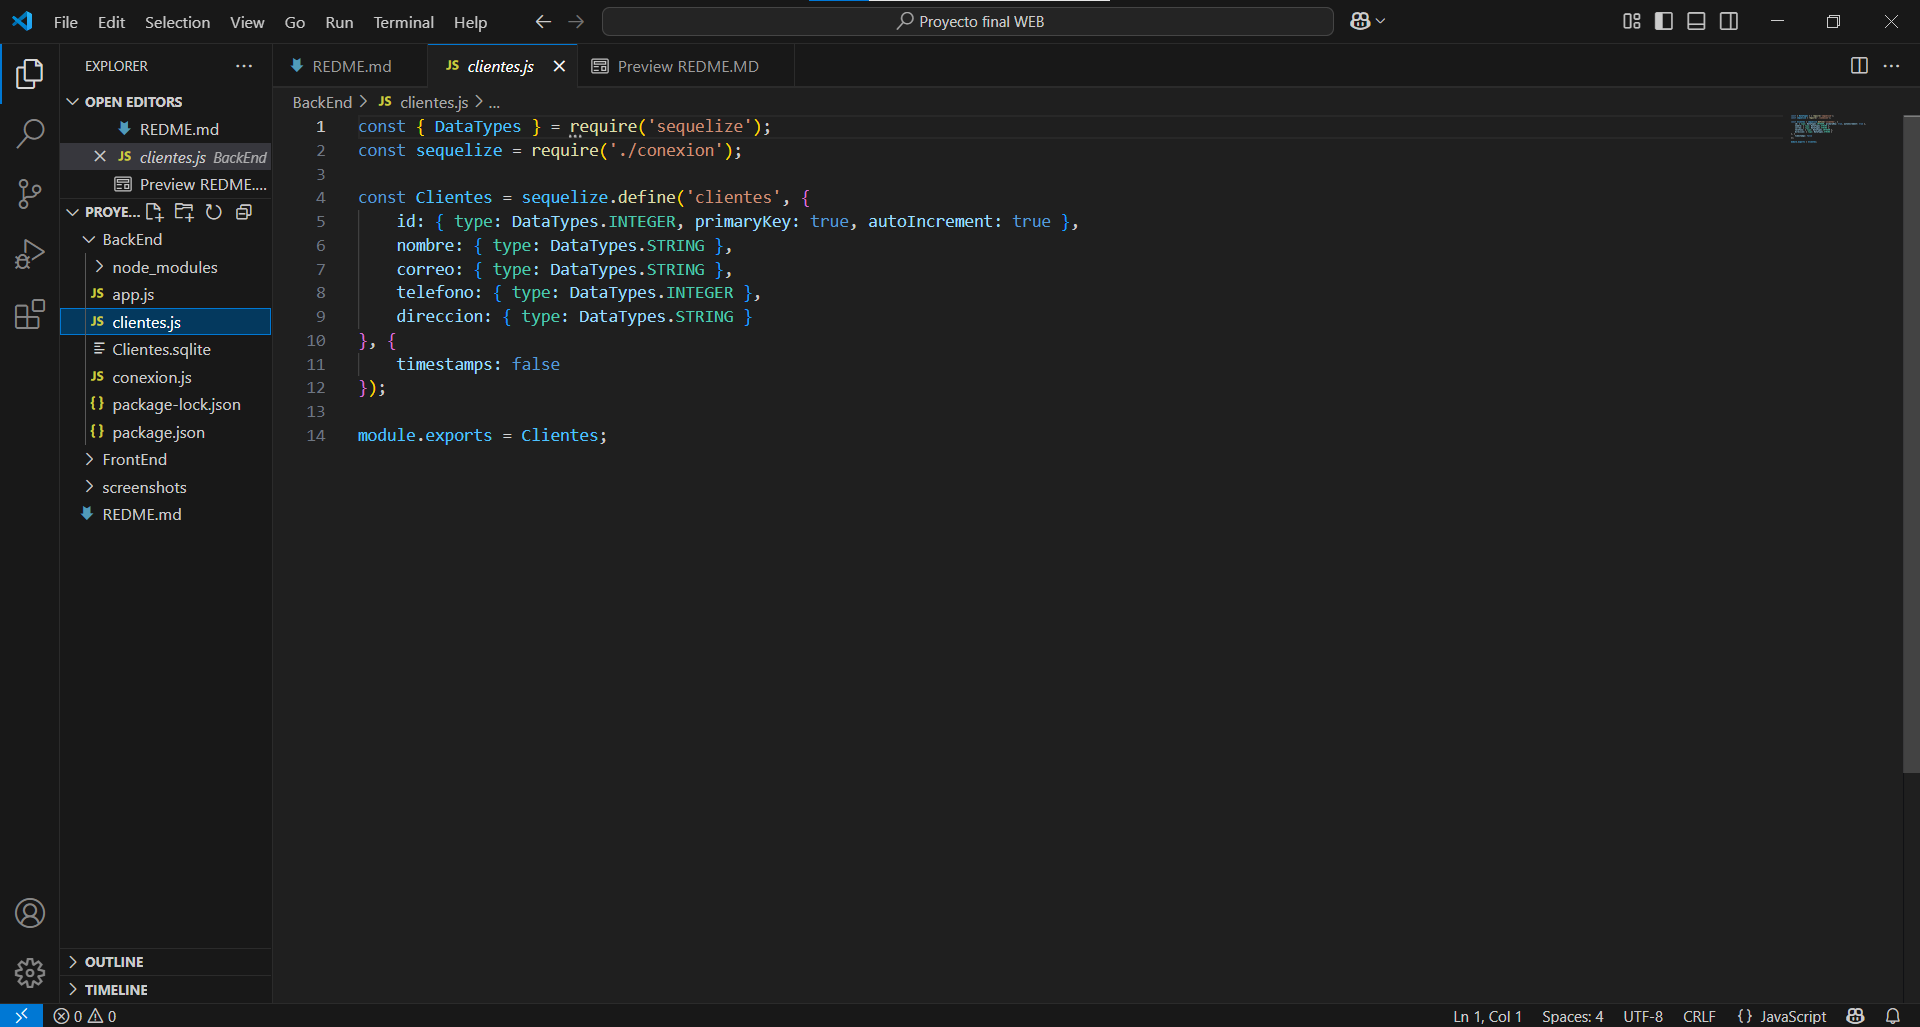 File Edit Selection View Go Run Terminal Help
Proyecto final WEB
EXPLORER
OPEN EDITORS
REDME.md
JS clientes.js BackEnd
Preview REDME....
PROYE...
BackEnd
node_modules
JS app.js
JS clientes.js
Clientes.sqlite
JS conexion.js
{} package-lock.json
{} package.json
FrontEnd
screenshots
REDME.md
OUTLINE
TIMELINE
REDME.md
JS clientes.js
Preview REDME.MD
BackEnd > JS clientes.js > ...
1 const { DataTypes } = require('sequelize');
2 const sequelize = require('./conexion');
3
4 const Clientes = sequelize.define('clientes', {
5 id: { type: DataTypes.INTEGER, primaryKey: true, autoIncrement: true },
6 nombre: { type: DataTypes.STRING },
7 correo: { type: DataTypes.STRING },
8 telefono: { type: DataTypes.INTEGER },
9 direccion: { type: DataTypes.STRING }
10 }, {
11 timestamps: false
12 });
13
14 module.exports = Clientes;
0 0
Ln 1, Col 1 Spaces: 4 UTF-8 CRLF {} JavaScript